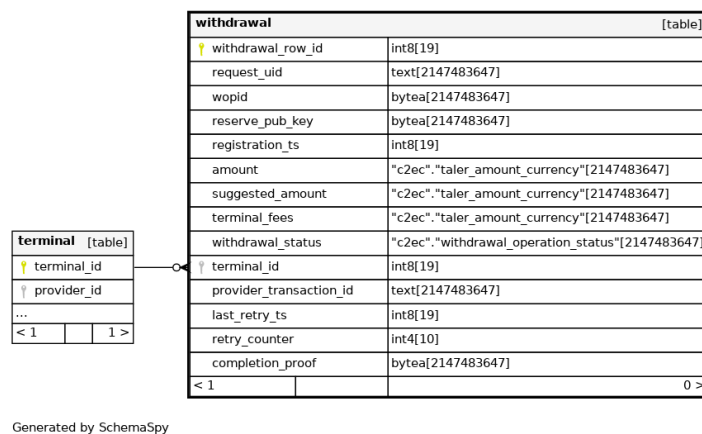 withdrawal [table]
withdrawal_row_id int8[19]
request_uid text[2147483647]
wopid bytea[2147483647]
reserve_pub_key bytea[2147483647]
registration_ts int8[19]
amount "c2ec"."taler_amount_currency"[2147483647]
suggested_amount "c2ec"."taler_amount_currency"[2147483647]
terminal_fees "c2ec"."taler_amount_currency"[2147483647]
withdrawal_status "c2ec"."withdrawal_operation_status"[2147483647]
terminal_id int8[19]
provider_transaction_id text[2147483647]
last_retry_ts int8[19]
retry_counter int4[10]
completion_proof bytea[2147483647]
< 1 0 >
terminal [table]
terminal_id
provider_id
...
< 1 1 >
Generated by SchemaSpy